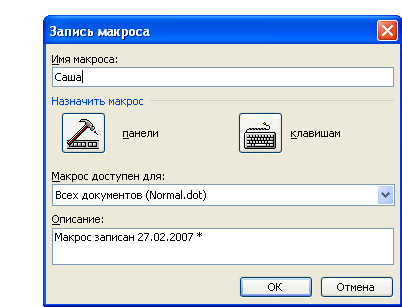 Запись макроса
Имя макроса:
Саша
Назначить макрос
панели клавишам
Макрос доступен для:
Всех документов (Normal.dot)
Описание:
Макрос записан 27.02.2007 *
OK Отмена